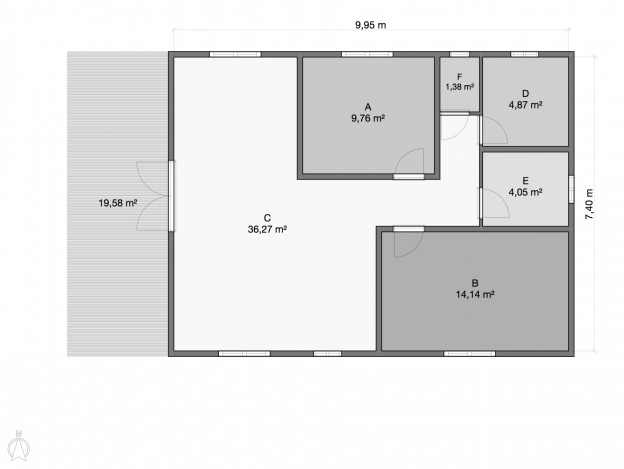 9,95 m
F
1,38 m²
D
4,87 m²
A
9,76 m²
E
4,05 m²
19,58 m²
C
36,27 m²
7,40 m
B
14,14 m²